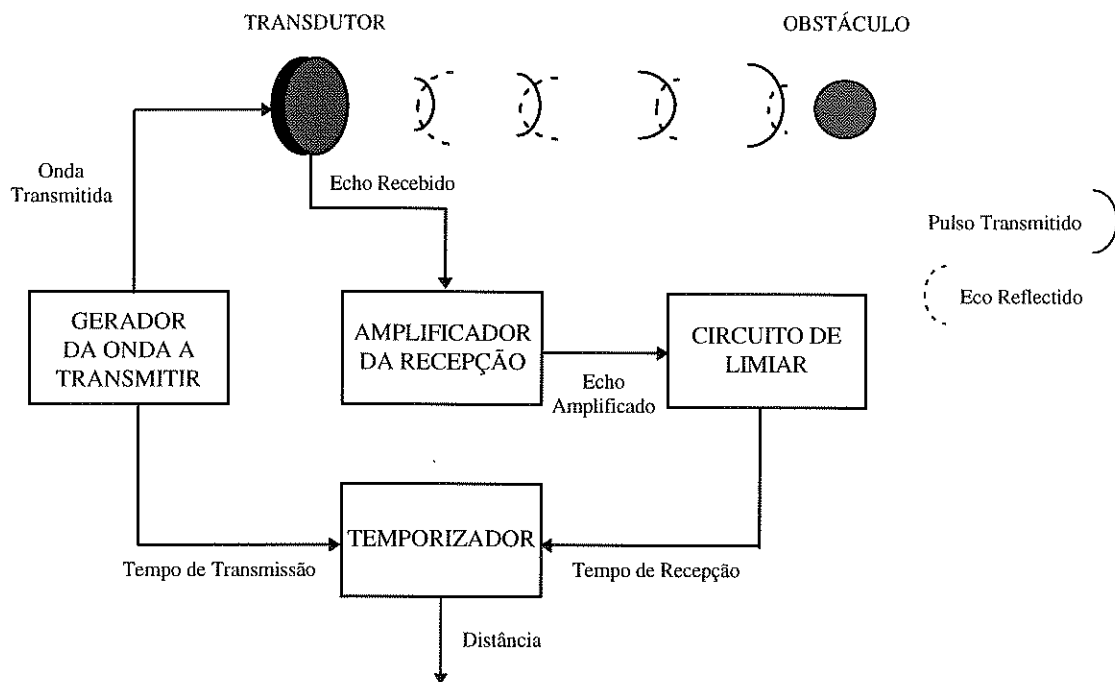 TRANSDUTOR
OBSTÁCULO
Onda
Transmitida
Echo Recebido
Pulso Transmitido
Eco Reflectido
GERADOR
DA ONDA A
TRANSMITIR
AMPLIFICADOR
DA RECEPÇÃO
CIRCUITO DE
LIMIAR
Echo
Amplificado
TEMPORIZADOR
Tempo de Transmissão
Tempo de Recepção
Distância